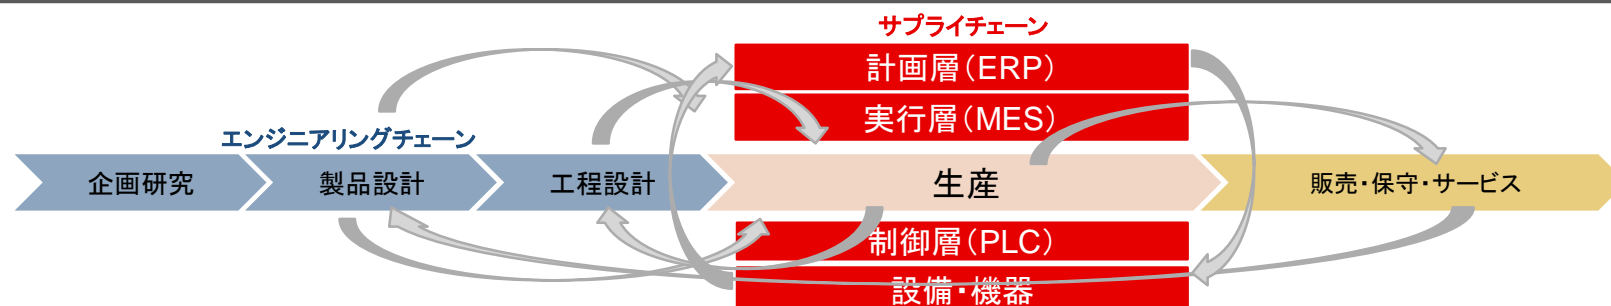 サプライチェーン
計画層（ERP）
実行層（MES）
エンジニアリングチェーン
企画研究
製品設計
工程設計
生産
販売・保守・サービス
制御層（PLC）
設備・機器